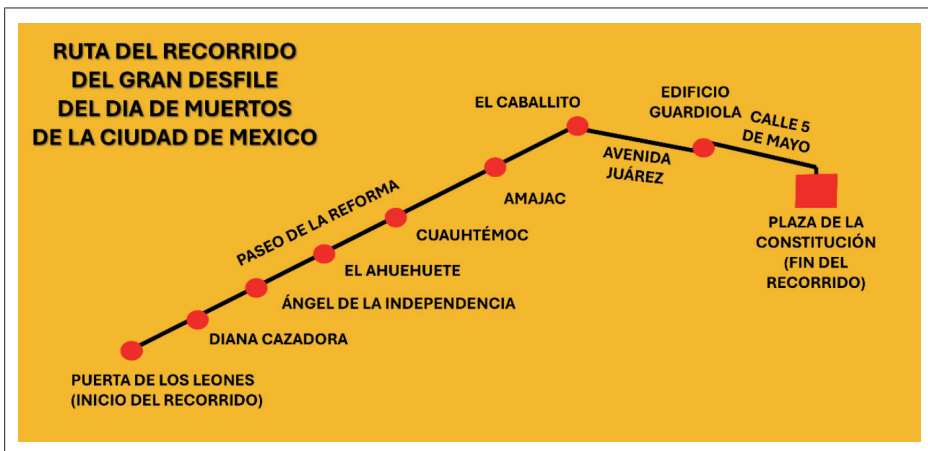 RUTA DEL RECORRIDO
DEL GRAN DESFILE
DEL DIA DE MUERTOS
DE LA CIUDAD DE MEXICO
PUERTA DE LOS LEONES
(INICIO DEL RECORRIDO)
DIANA CAZADORA
ÁNGEL DE LA INDEPENDENCIA
EL AHUEHUETE
PASEO DE LA REFORMA
CUAUHTÉMOC
AMAJAC
EL CABALLITO
AVENIDA
JUÁREZ
EDIFICIO
GUARDIOLA
CALLE 5
DE MAYO
PLAZA DE LA
CONSTITUCIÓN
(FIN DEL
RECORRIDO)